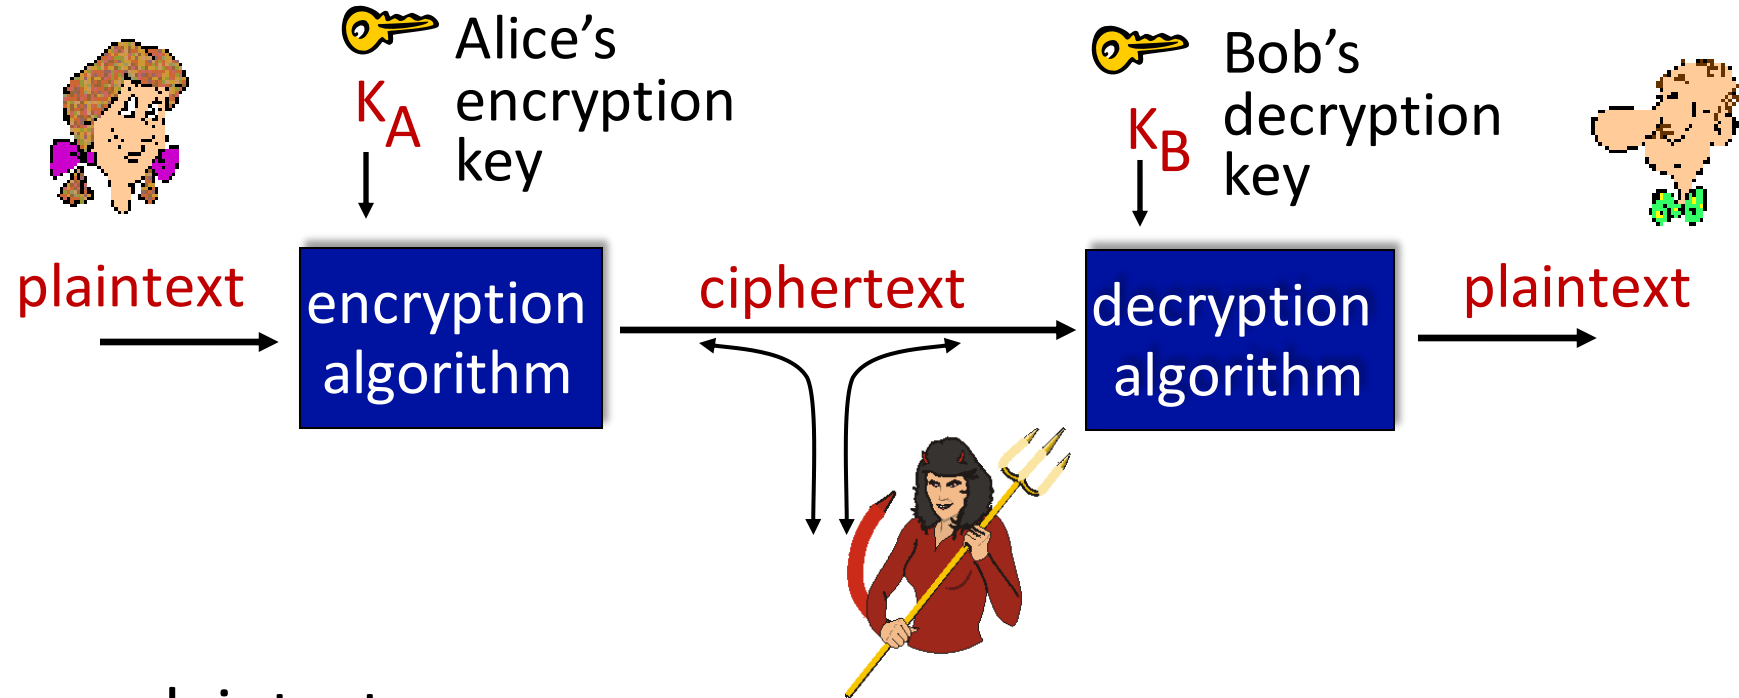 Alice’s
encryption
key
K_A
Bob’s
decryption
key
K_B
plaintext
encryption
algorithm
ciphertext
decryption
algorithm
plaintext